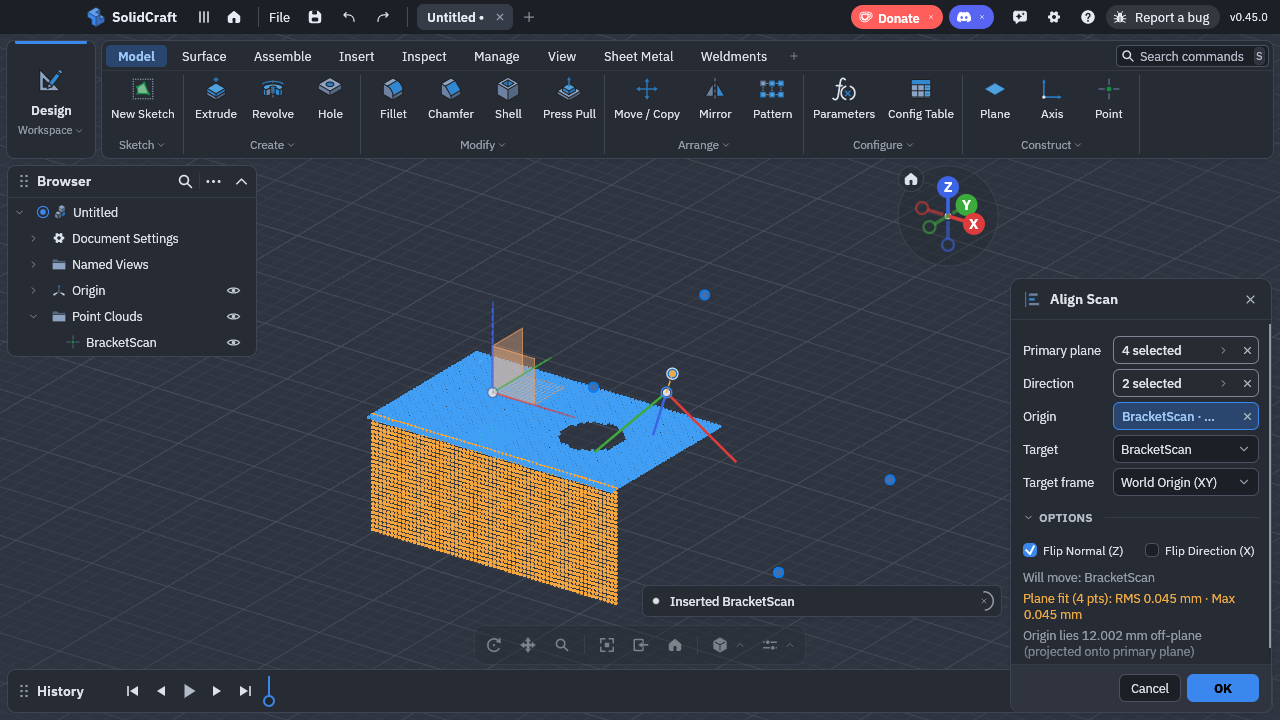 SolidCraft
File
Untitled •
Donate
Report a bug
v0.45.0
Design
Workspace
Model Surface Assemble Insert Inspect Manage View Sheet Metal Weldments
Search commands S
New Sketch Extrude Revolve Hole Fillet Chamfer Shell Press Pull Move / Copy Mirror Pattern Parameters Config Table Plane Axis Point
Sketch Create Modify Arrange Configure Construct
Browser
Untitled
Document Settings
Named Views
Origin
Point Clouds
BracketScan
Z
Y
X
Align Scan
Primary plane 4 selected
Direction 2 selected
Origin BracketScan · ...
Target BracketScan
Target frame World Origin (XY)
OPTIONS
Flip Normal (Z) Flip Direction (X)
Will move: BracketScan
Plane fit (4 pts): RMS 0.045 mm · Max
0.045 mm
Origin lies 12.002 mm off-plane
(projected onto primary plane)
Cancel OK
Inserted BracketScan
History